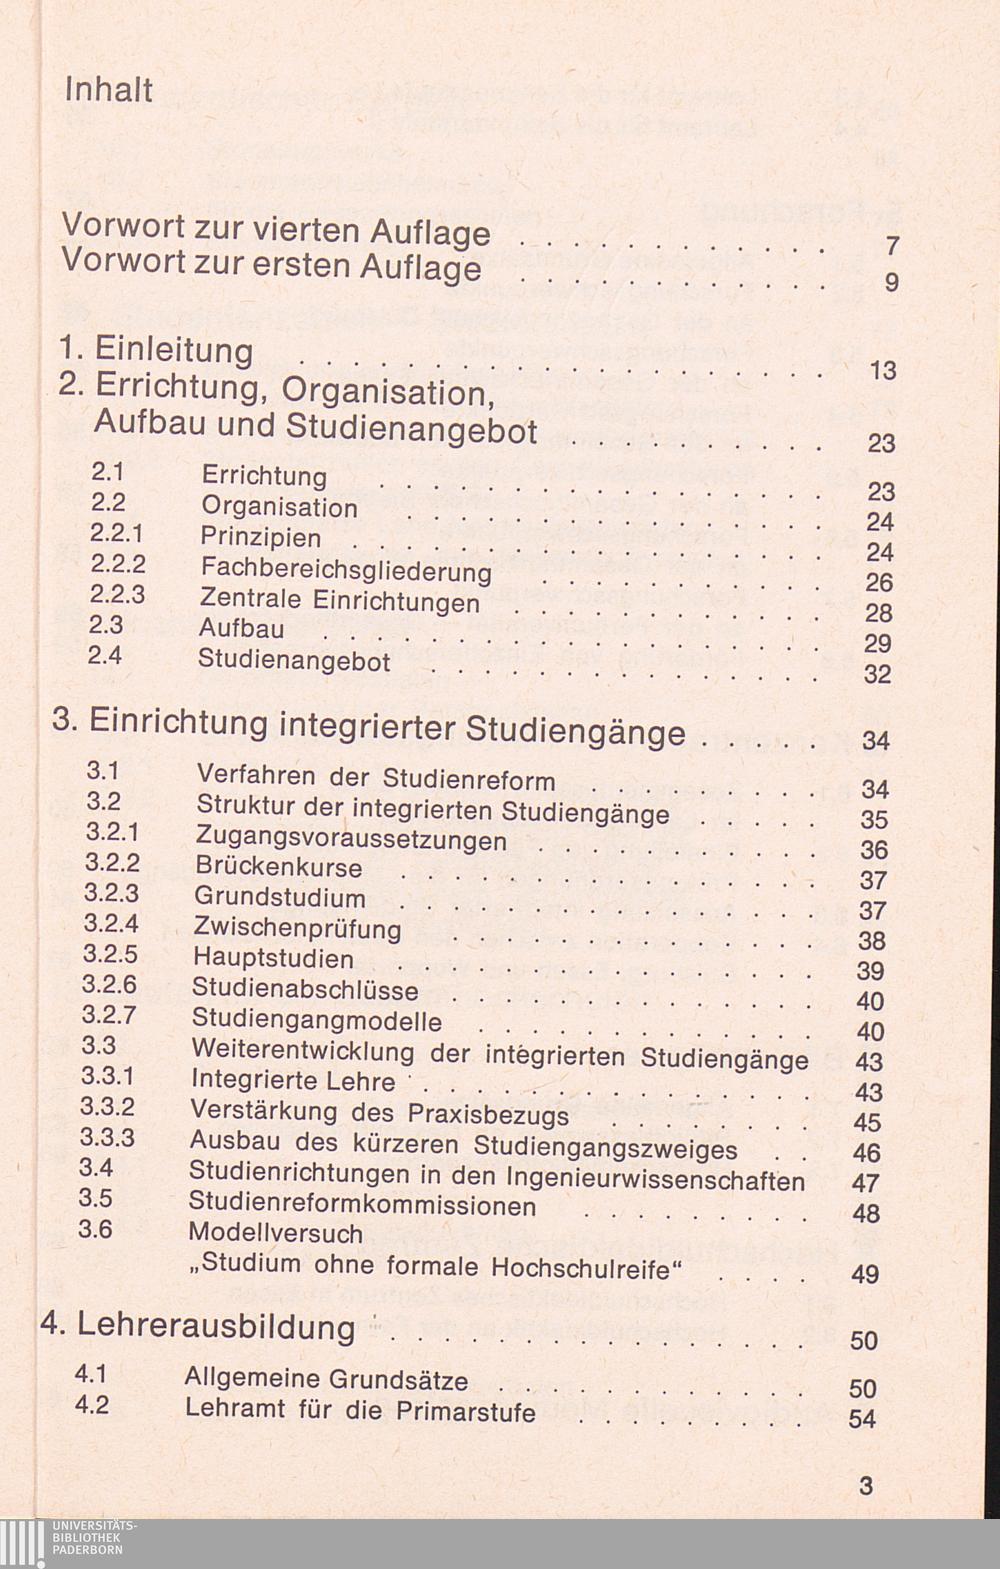 Inhalt
Vorwort zur vierten Auflage . . . . . . . . . . . . . . 7
Vorwort zur ersten Auflage . . . . . . . . . . . . . . 9
1. Einleitung . . . . . . . . . . . . . . . . . . . . 13
2. Errichtung, Organisation,
Aufbau und Studienangebot . . . . . . . . . . 23
2.1 Errichtung . . . . . . . . . . . . . . . . . 23
2.2 Organisation . . . . . . . . . . . . . . . . 24
2.2.1 Prinzipien . . . . . . . . . . . . . . . . . 24
2.2.2 Fachbereichsgliederung . . . . . . . . . . . 26
2.2.3 Zentrale Einrichtungen . . . . . . . . . . . . 28
2.3 Aufbau . . . . . . . . . . . . . . . . . . . 29
2.4 Studienangebot . . . . . . . . . . . . . . . 32
3. Einrichtung integrierter Studiengänge . . . . . 34
3.1 Verfahren der Studienreform . . . . . . . . . 34
3.2 Struktur der integrierten Studiengänge . . . . . 35
3.2.1 Zugangsvoraussetzungen . . . . . . . . . . . 36
3.2.2 Brückenkurse . . . . . . . . . . . . . . . . 37
3.2.3 Grundstudium . . . . . . . . . . . . . . . . 37
3.2.4 Zwischenprüfung . . . . . . . . . . . . . . 38
3.2.5 Hauptstudien . . . . . . . . . . . . . . . . 39
3.2.6 Studienabschlüsse . . . . . . . . . . . . . . 40
3.2.7 Studiengangmodelle . . . . . . . . . . . . . 40
3.3 Weiterentwicklung der integrierten Studiengänge 43
3.3.1 Integrierte Lehre . . . . . . . . . . . . . . . 43
3.3.2 Verstärkung des Praxisbezugs . . . . . . . . 45
3.3.3 Ausbau des kürzeren Studiengangszweiges . . 46
3.4 Studienrichtungen in den Ingenieurwissenschaften 47
3.5 Studienreformkommissionen . . . . . . . . . 48
3.6 Modellversuch
„Studium ohne formale Hochschulreife“ . . . . 49
4. Lehrerausbildung . . . . . . . . . . . . . . . . 50
4.1 Allgemeine Grundsätze . . . . . . . . . . . . 50
4.2 Lehramt für die Primarstufe . . . . . . . . . 54
3
UNIVERSITÄTS-
BIBLIOTHEK
PADERBORN